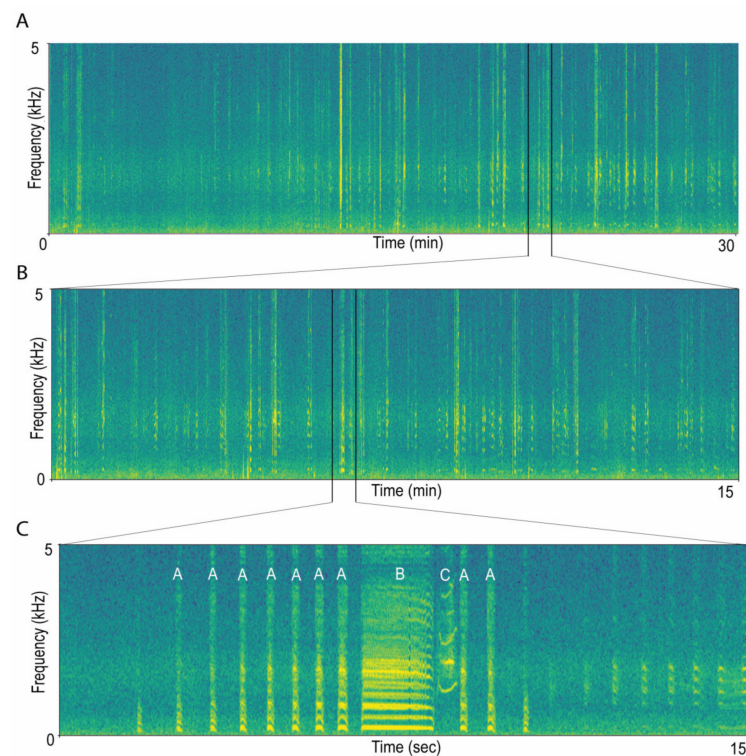 A
5
Frequency (kHz)
0
Time (min)
30
B
5
Frequency (kHz)
0
Time (min)
15
C
5
A A A A A A A B C A A
Frequency (kHz)
0
Time (sec)
15